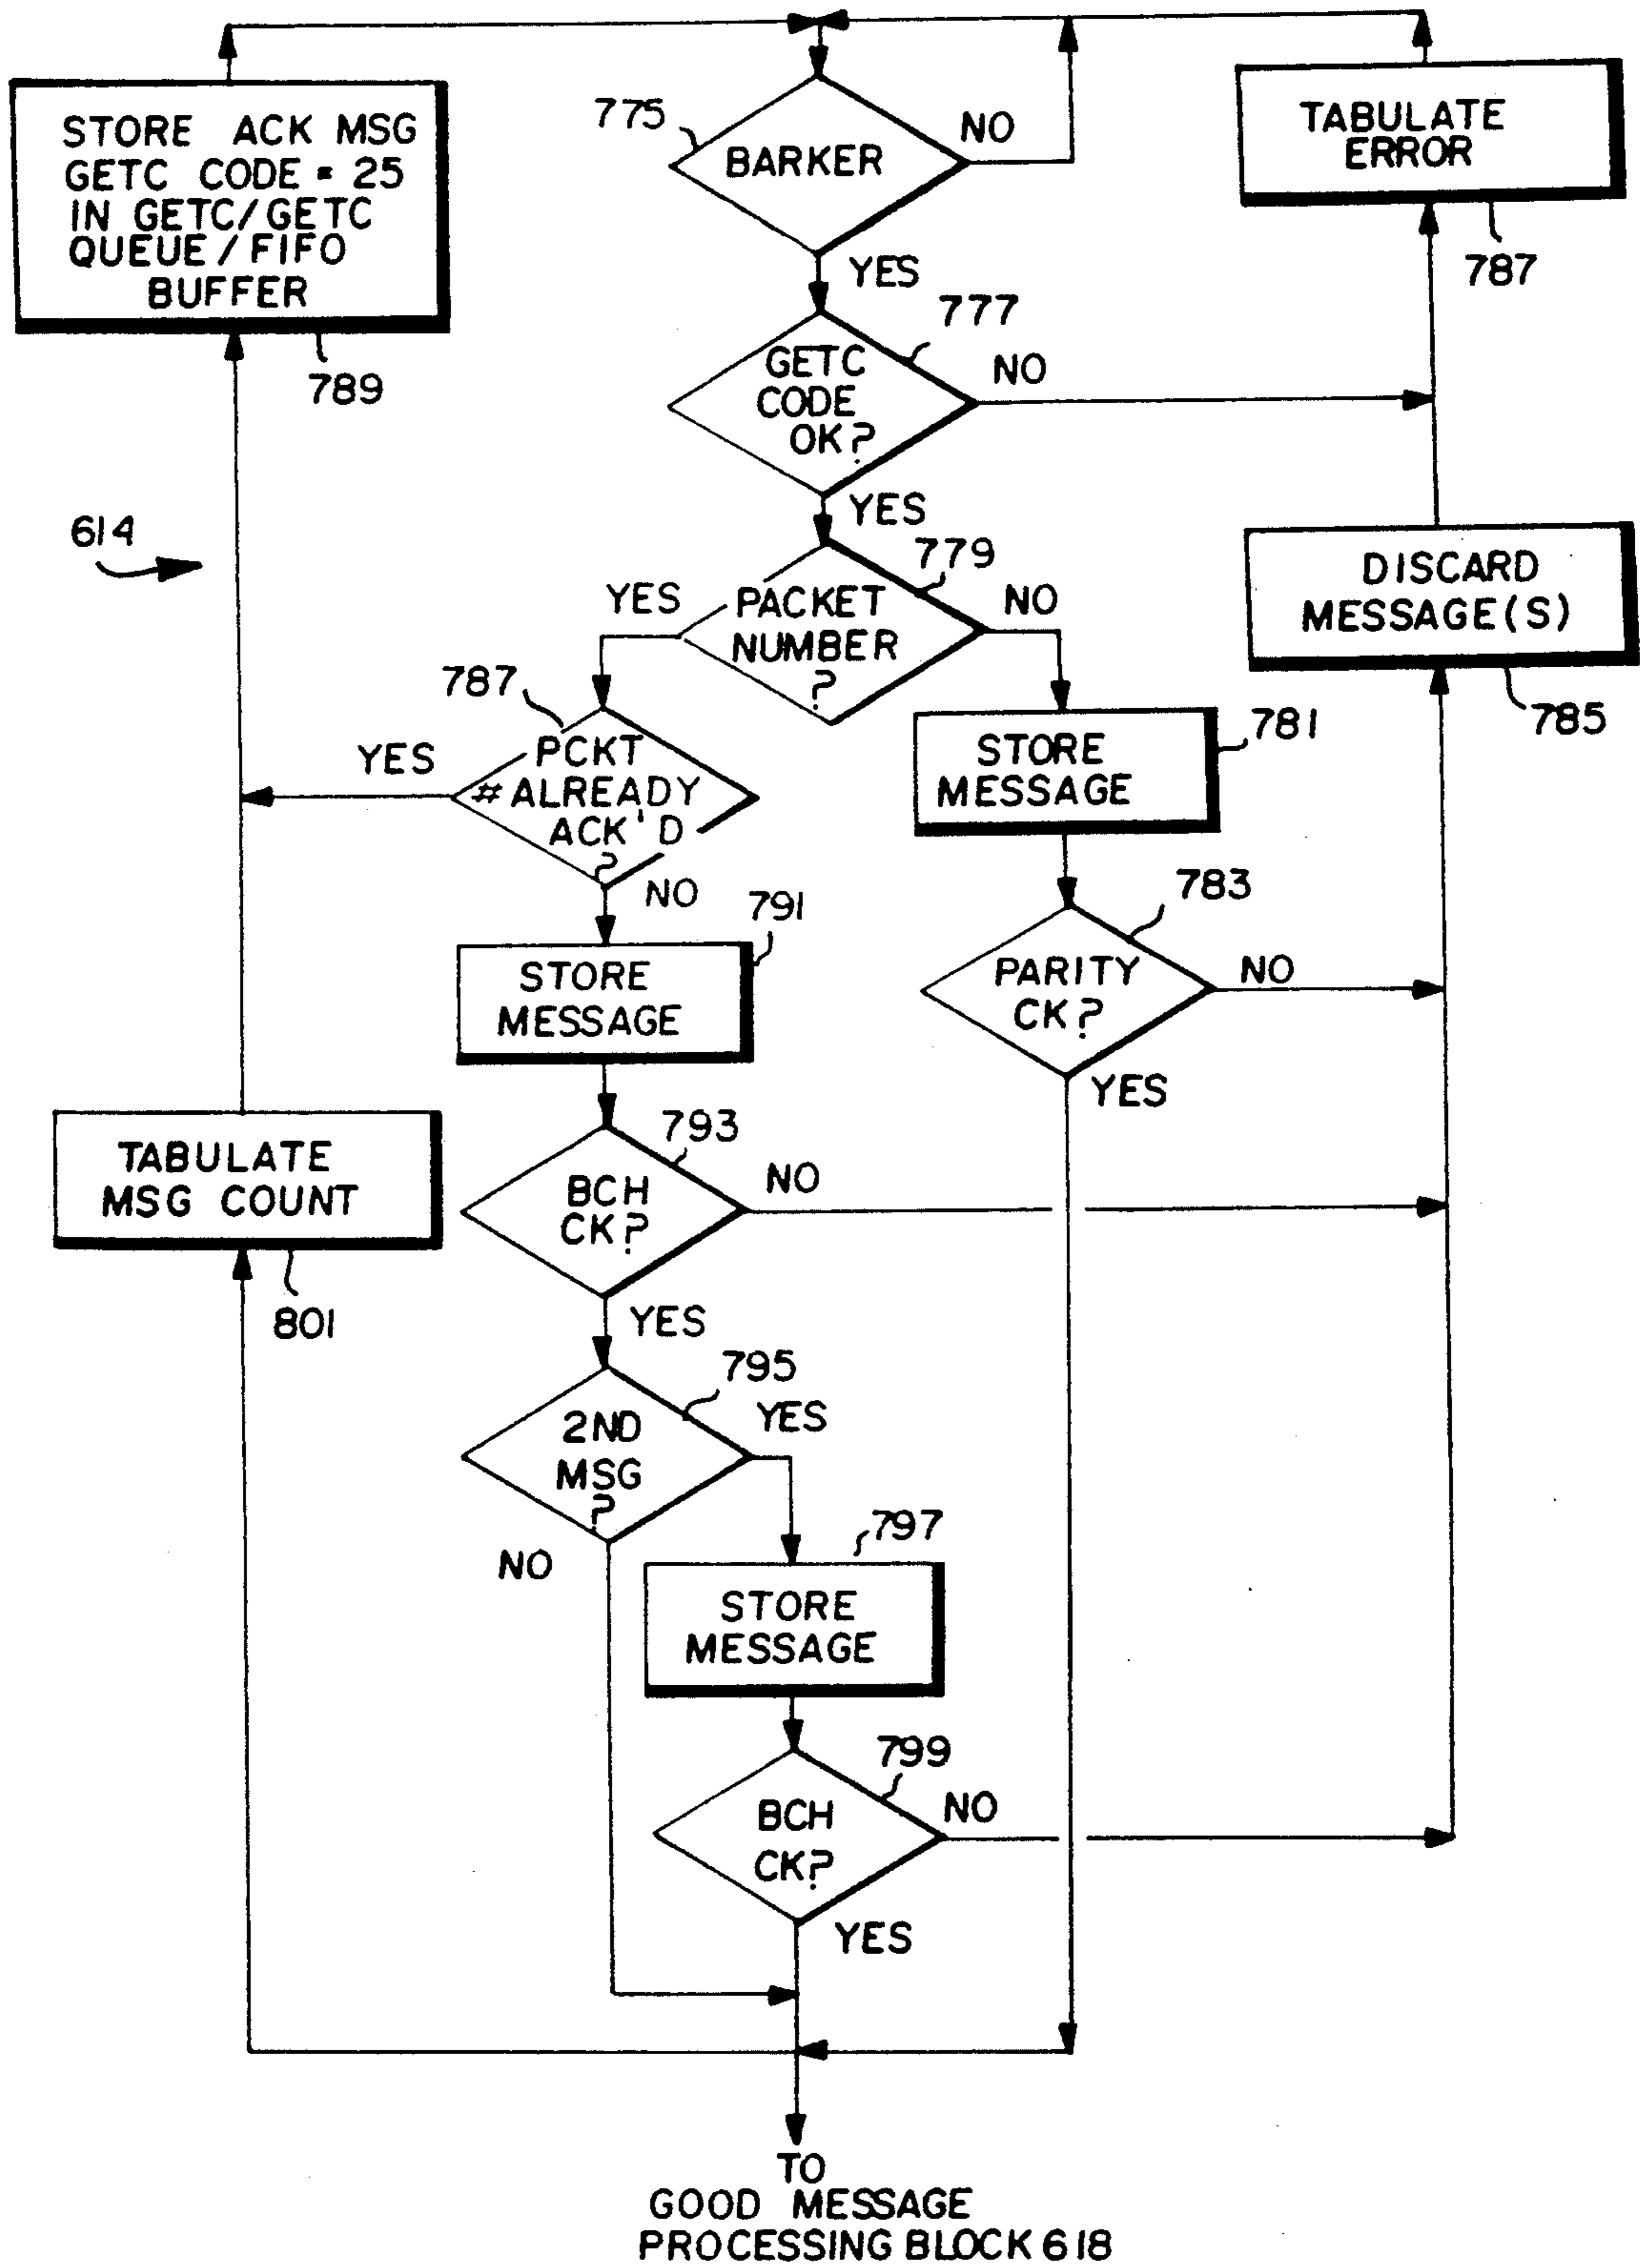 775
BARKER
NO
YES
STORE ACK MSG
GETC CODE = 25
IN GETC/GETC
QUEUE/FIFO
BUFFER
789
TABULATE
ERROR
787
777
GETC
CODE
OK?
NO
YES
614
779
PACKET
NUMBER
?
YES
NO
DISCARD
MESSAGE(S)
785
787
PCKT
# ALREADY
ACK'D
?
YES
NO
STORE
MESSAGE
781
791
STORE
MESSAGE
783
PARITY
CK?
NO
YES
793
BCH
CK?
NO
YES
TABULATE
MSG COUNT
801
795
2ND
MSG
?
YES
NO
797
STORE
MESSAGE
799
BCH
CK?
NO
YES
TO
GOOD MESSAGE
PROCESSING BLOCK 618